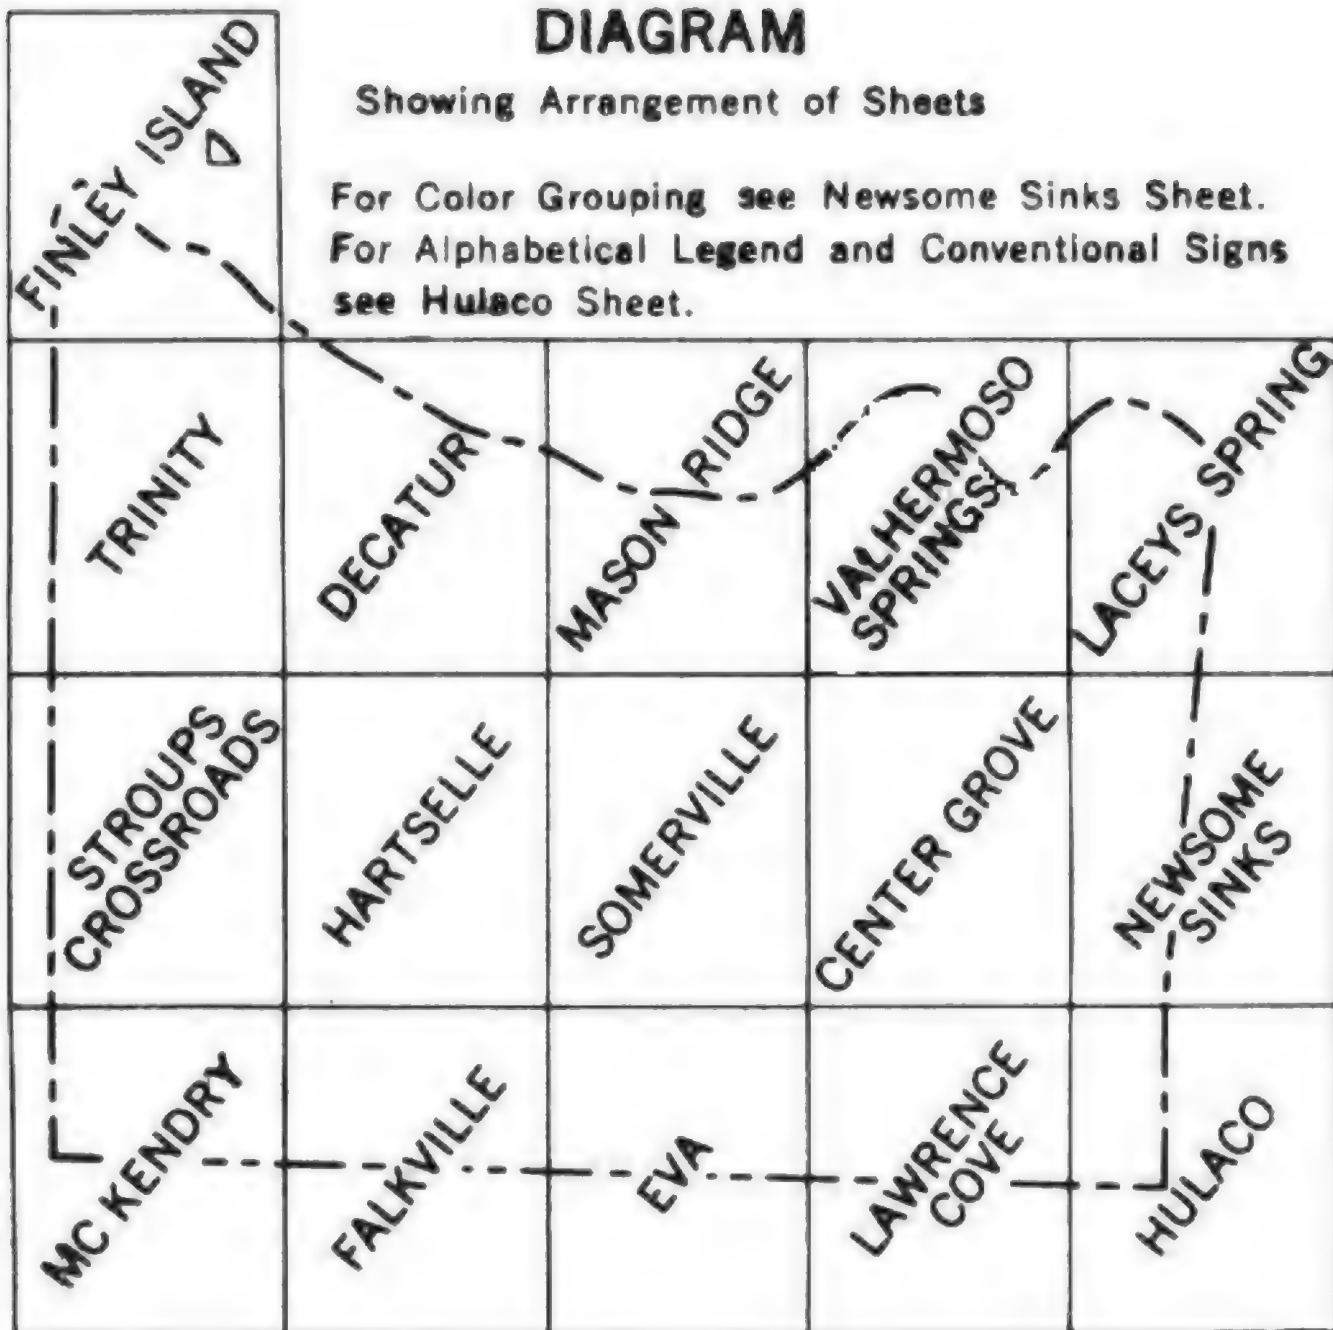 DIAGRAM
Showing Arrangement of Sheets
For Color Grouping see Newsome Sinks Sheet.
For Alphabetical Legend and Conventional Signs
see Hulaco Sheet.
FINLEY ISLAND
TRINITY
DECATUR
MASON RIDGE
VALHERMOSO
SPRINGS
LACEYS SPRING
STROUPS
CROSSROADS
HARTSELLE
SOMERVILLE
CENTER GROVE
NEWSOME
SINKS
MC KENDRY
FALKVILLE
EVA
LAWRENCE
COVE
HULACO